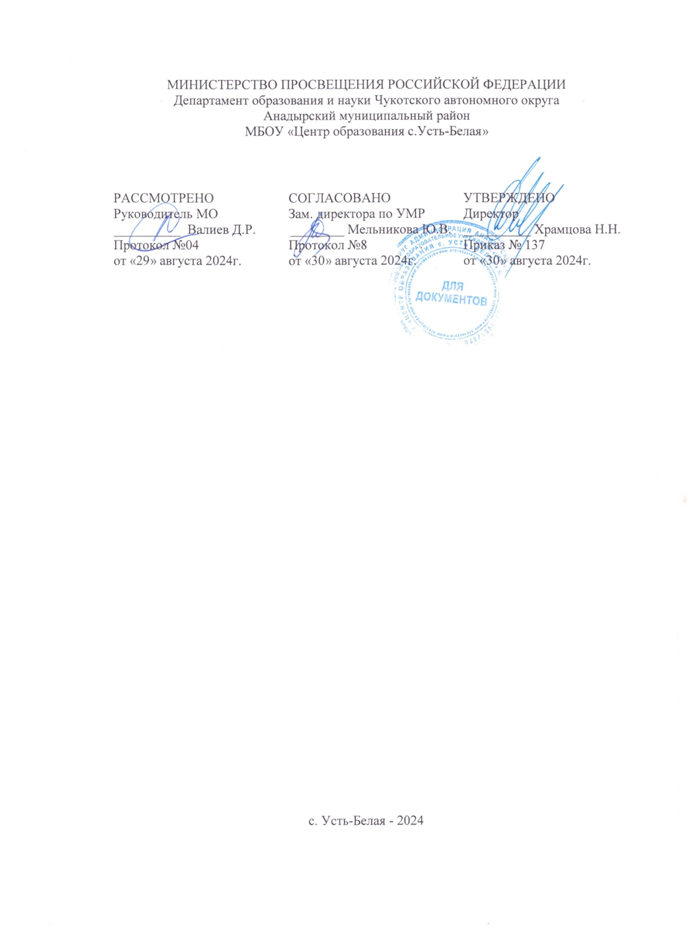 МИНИСТЕРСТВО ПРОСВЕЩЕНИЯ РОССИЙСКОЙ ФЕДЕРАЦИИ
Департамент образования и науки Чукотского автономного округа
Анадырский муниципальный район
МБОУ «Центр образования с.Усть-Белая»
РАССМОТРЕНО
Руководитель МО
Валиев Д.Р.
Протокол №04
от «29» августа 2024г.
СОГЛАСОВАНО
Зам. директора по УМР
Мельникова Ю.В.
Протокол №8
от «30» августа 2024г.
УТВЕРЖДЕНО
Директор
Храмцова Н.Н.
Приказ № 137
от «30» августа 2024г.
ДЛЯ
ДОКУМЕНТОВ
с. Усть-Белая - 2024